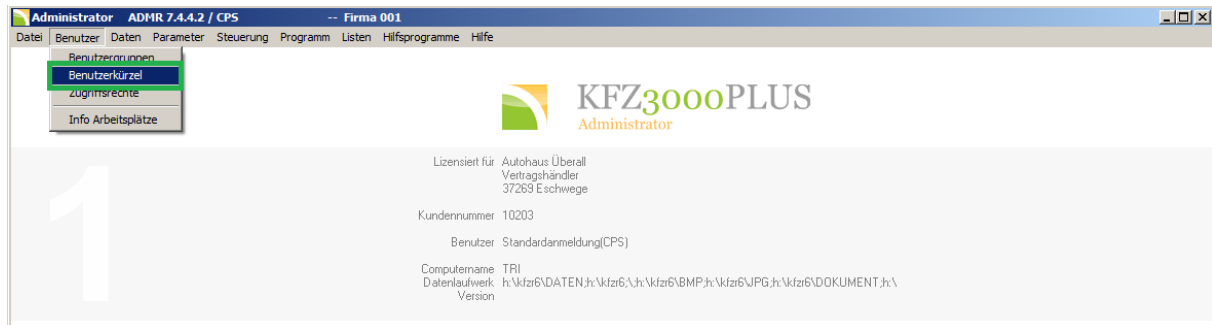 Administrator ADMR 7.4.4.2 / CPS -- Firma 001
Datei Benutzer Daten Parameter Steuerung Programm Listen Hilfsprogramme Hilfe
Benutzergruppen
Benutzerkürzel
Zugriffsrechte
Info Arbeitsplätze
KFZ3000PLUS
Administrator
1
Lizensiert für Autohaus Überall
Vertragshändler
37269 Eschwege
Kundennummer 10203
Benutzer Standardanmeldung(CPS)
Computername TRI
Datenlaufwerk h:\kfzr6\DATEN;h:\kfzr6;\;h:\kfzr6\BMP;h:\kfzr6\JPG;h:\kfzr6\DOKUMENT;h:\
Version